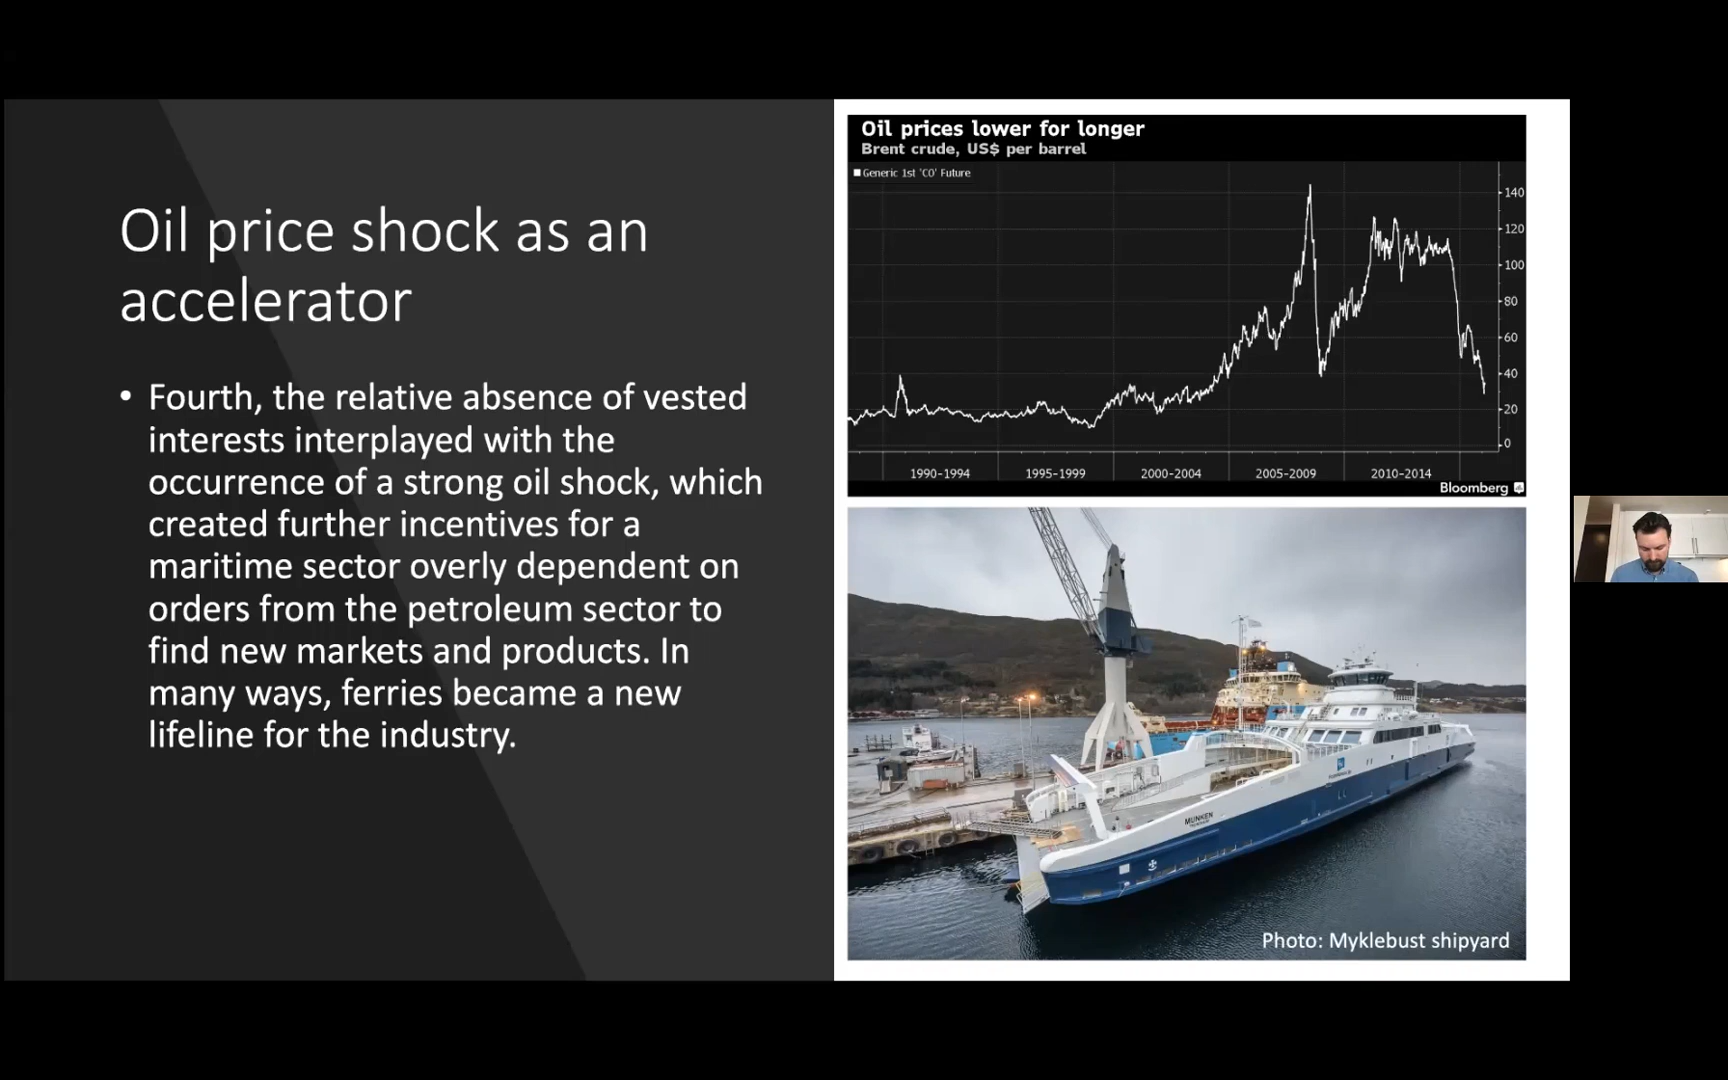 Oil price shock as an
accelerator
• Fourth, the relative absence of vested
interests interplayed with the
occurrence of a strong oil shock, which
created further incentives for a
maritime sector overly dependent on
orders from the petroleum sector to
find new markets and products. In
many ways, ferries became a new
lifeline for the industry.
Oil prices lower for longer
Brent crude, US$ per barrel
Generic 1st 'CO' Future
140
120
100
80
60
40
20
0
1990-1994 1995-1999 2000-2004 2005-2009 2010-2014
Bloomberg
MUNKEN
Photo: Myklebust shipyard